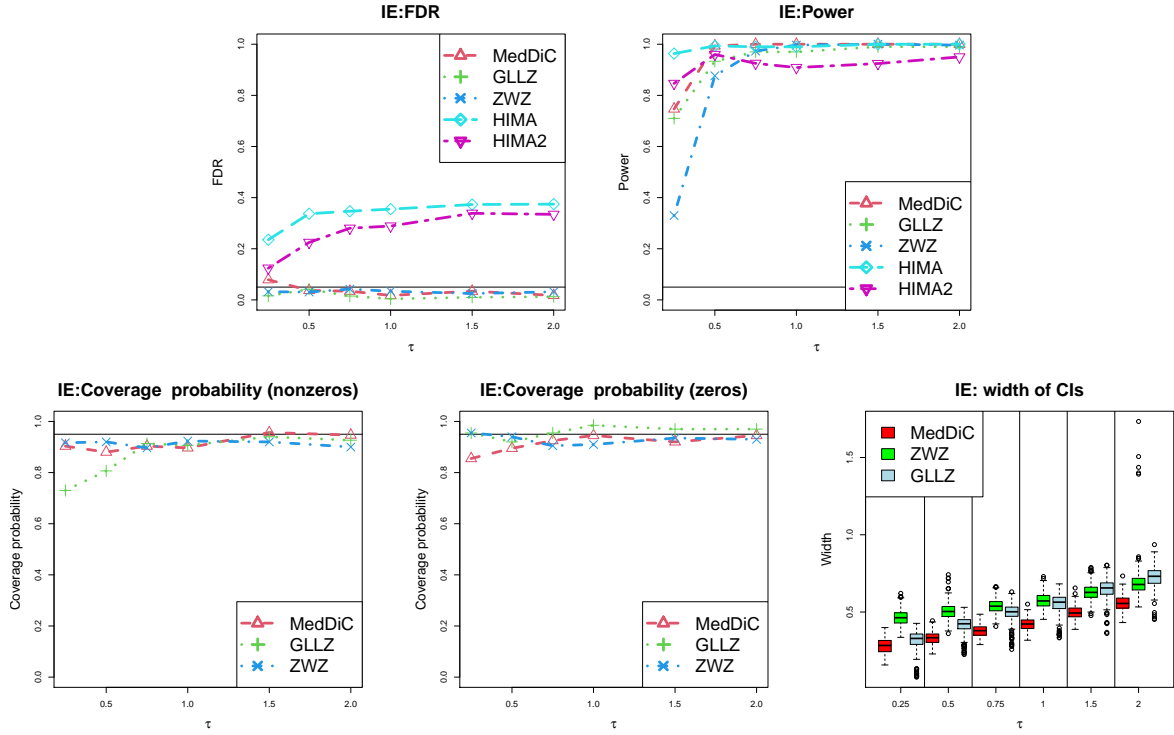 IE:FDR
FDR
0.0 0.2 0.4 0.6 0.8 1.0
0.5 1.0 1.5 2.0
τ
MedDiC
GLLZ
ZWZ
HIMA
HIMA2
IE:Power
Power
0.0 0.2 0.4 0.6 0.8 1.0
0.5 1.0 1.5 2.0
τ
MedDiC
GLLZ
ZWZ
HIMA
HIMA2
IE:Coverage probability (nonzeros)
Coverage probability
0.0 0.2 0.4 0.6 0.8 1.0
0.5 1.0 1.5 2.0
τ
MedDiC
GLLZ
ZWZ
IE:Coverage probability (zeros)
Coverage probability
0.0 0.2 0.4 0.6 0.8 1.0
0.5 1.0 1.5 2.0
τ
MedDiC
GLLZ
ZWZ
IE: width of CIs
Width
0.5 1.0 1.5
0.25 0.5 0.75 1 1.5 2
τ
MedDiC
ZWZ
GLLZ